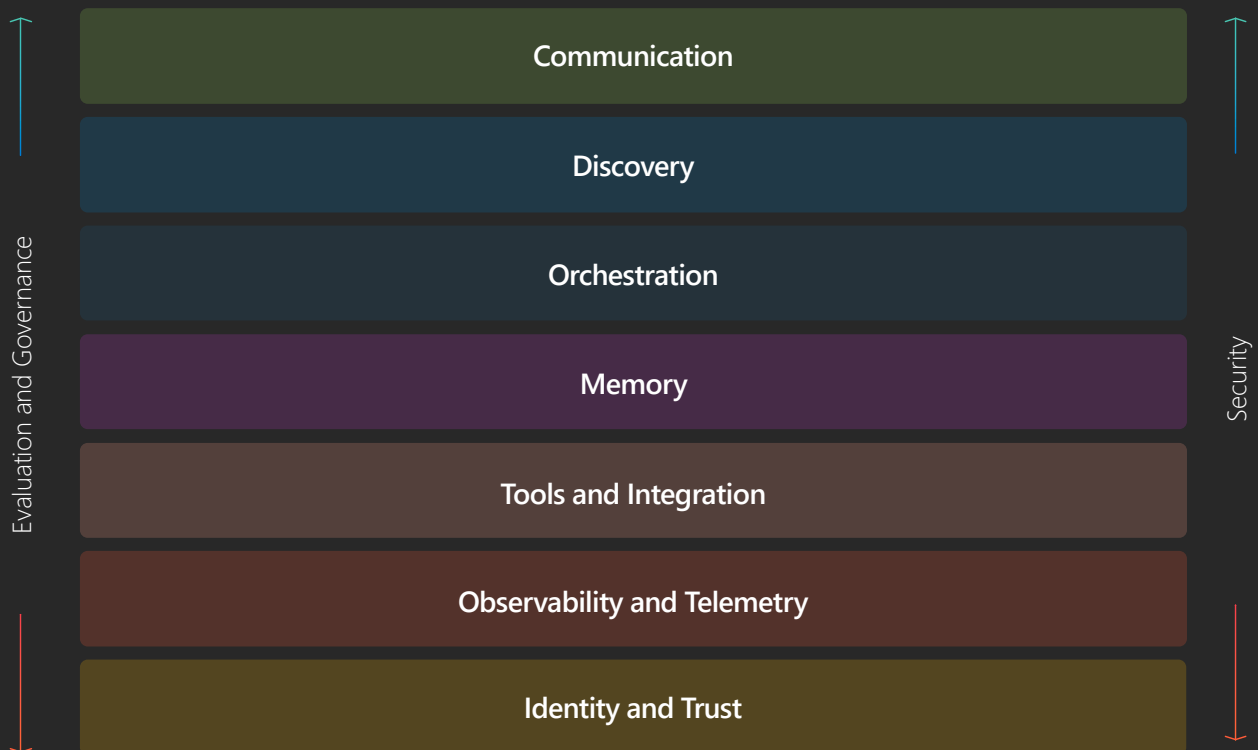 Communication
Discovery
Orchestration
Memory
Tools and Integration
Observability and Telemetry
Identity and Trust
Evaluation and Governance
Security